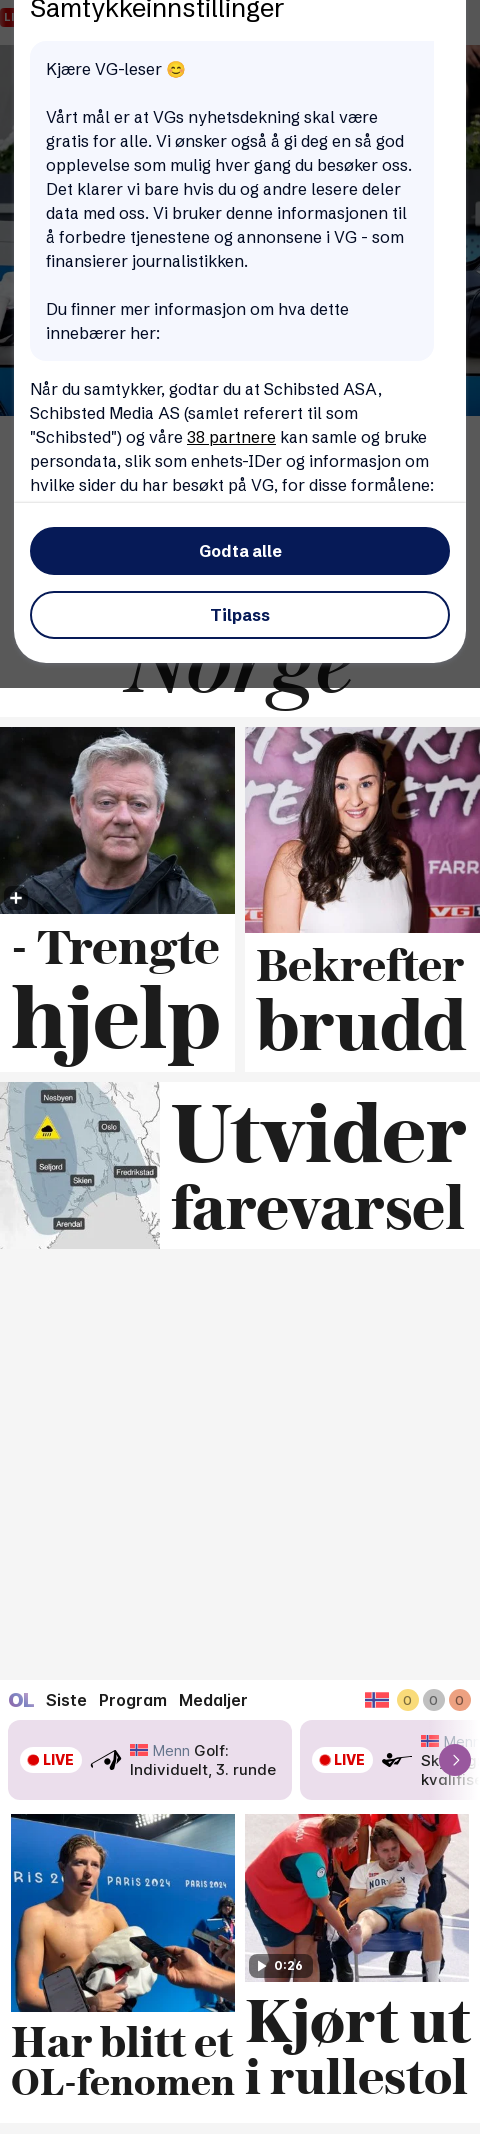 Samtykkeinnstillinger
Kjære VG-leser 😊
Vårt mål er at VGs nyhetsdekning skal være
gratis for alle. Vi ønsker også å gi deg en så god
opplevelse som mulig hver gang du besøker oss.
Det klarer vi bare hvis du og andre lesere deler
data med oss. Vi bruker denne informasjonen til
å forbedre tjenestene og annonsene i VG - som
finansierer journalistikken.
Du finner mer informasjon om hva dette
innebærer her:
Når du samtykker, godtar du at Schibsted ASA,
Schibsted Media AS (samlet referert til som
"Schibsted") og våre 38 partnere kan samle og bruke
persondata, slik som enhets-IDer og informasjon om
hvilke sider du har besøkt på VG, for disse formålene:
Godta alle
Tilpass
Norge
FARR
VG
- Trengte
hjelp
Bekrefter
brudd
Nesbyen
Oslo
Seljord
Fredrikstad
Skien
Arendal
Utvider
farevarsel
OL Siste Program Medaljer 0 0 0
LIVE
Menn Golf:
Individuelt, 3. runde
LIVE
PARIS 2024
PARIS 2024
NORWAY
0:26
Har blitt et
OL-fenomen
Kjørt ut
i rullestol